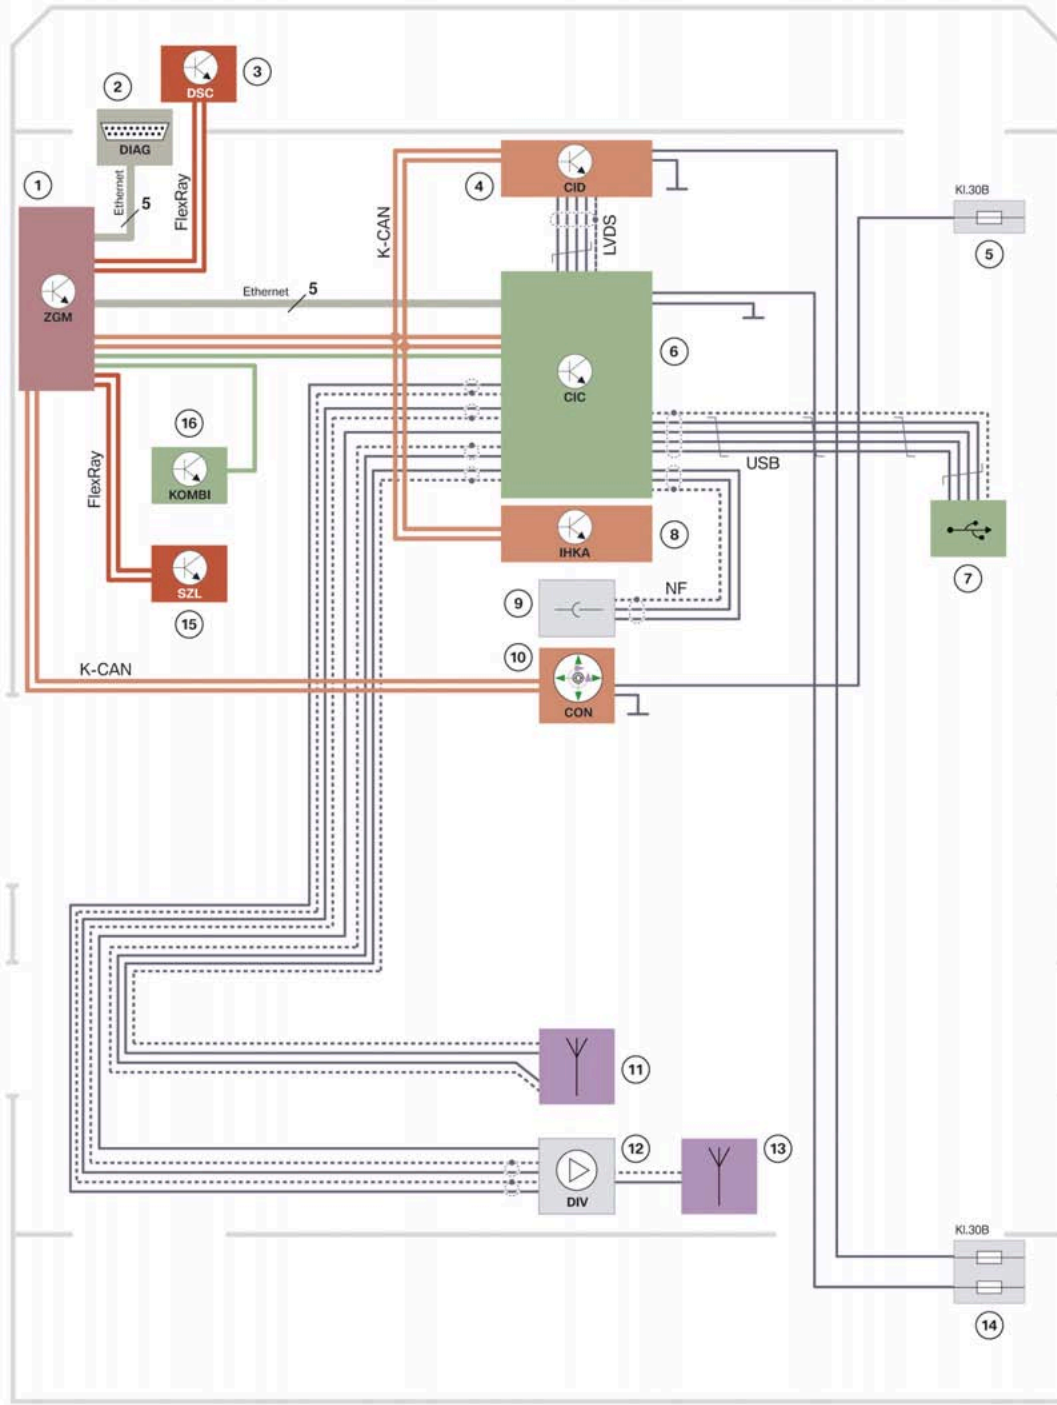 3
DSC
2
DIAG
Ethernet
5
FlexRay
1
ZGM
4
CID
K-CAN
LVDS
Kl.30B
5
Ethernet
5
6
CIC
16
KOMBI
FlexRay
USB
7
8
IHKA
SZL
15
9
NF
10
CON
K-CAN
11
12
DIV
13
Kl.30B
14